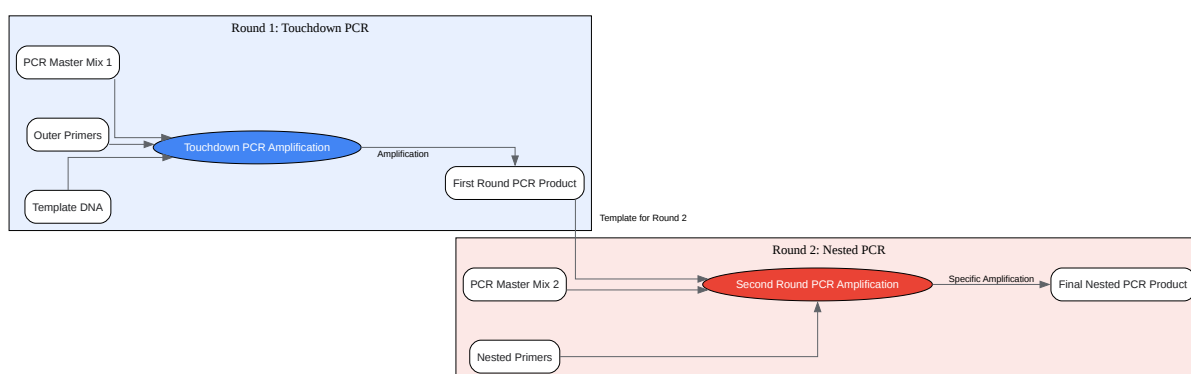 Round 1: Touchdown PCR
PCR Master Mix 1
Outer Primers
Touchdown PCR Amplification
Amplification
First Round PCR Product
Template DNA
Template for Round 2
Round 2: Nested PCR
PCR Master Mix 2
Second Round PCR Amplification
Specific Amplification
Final Nested PCR Product
Nested Primers